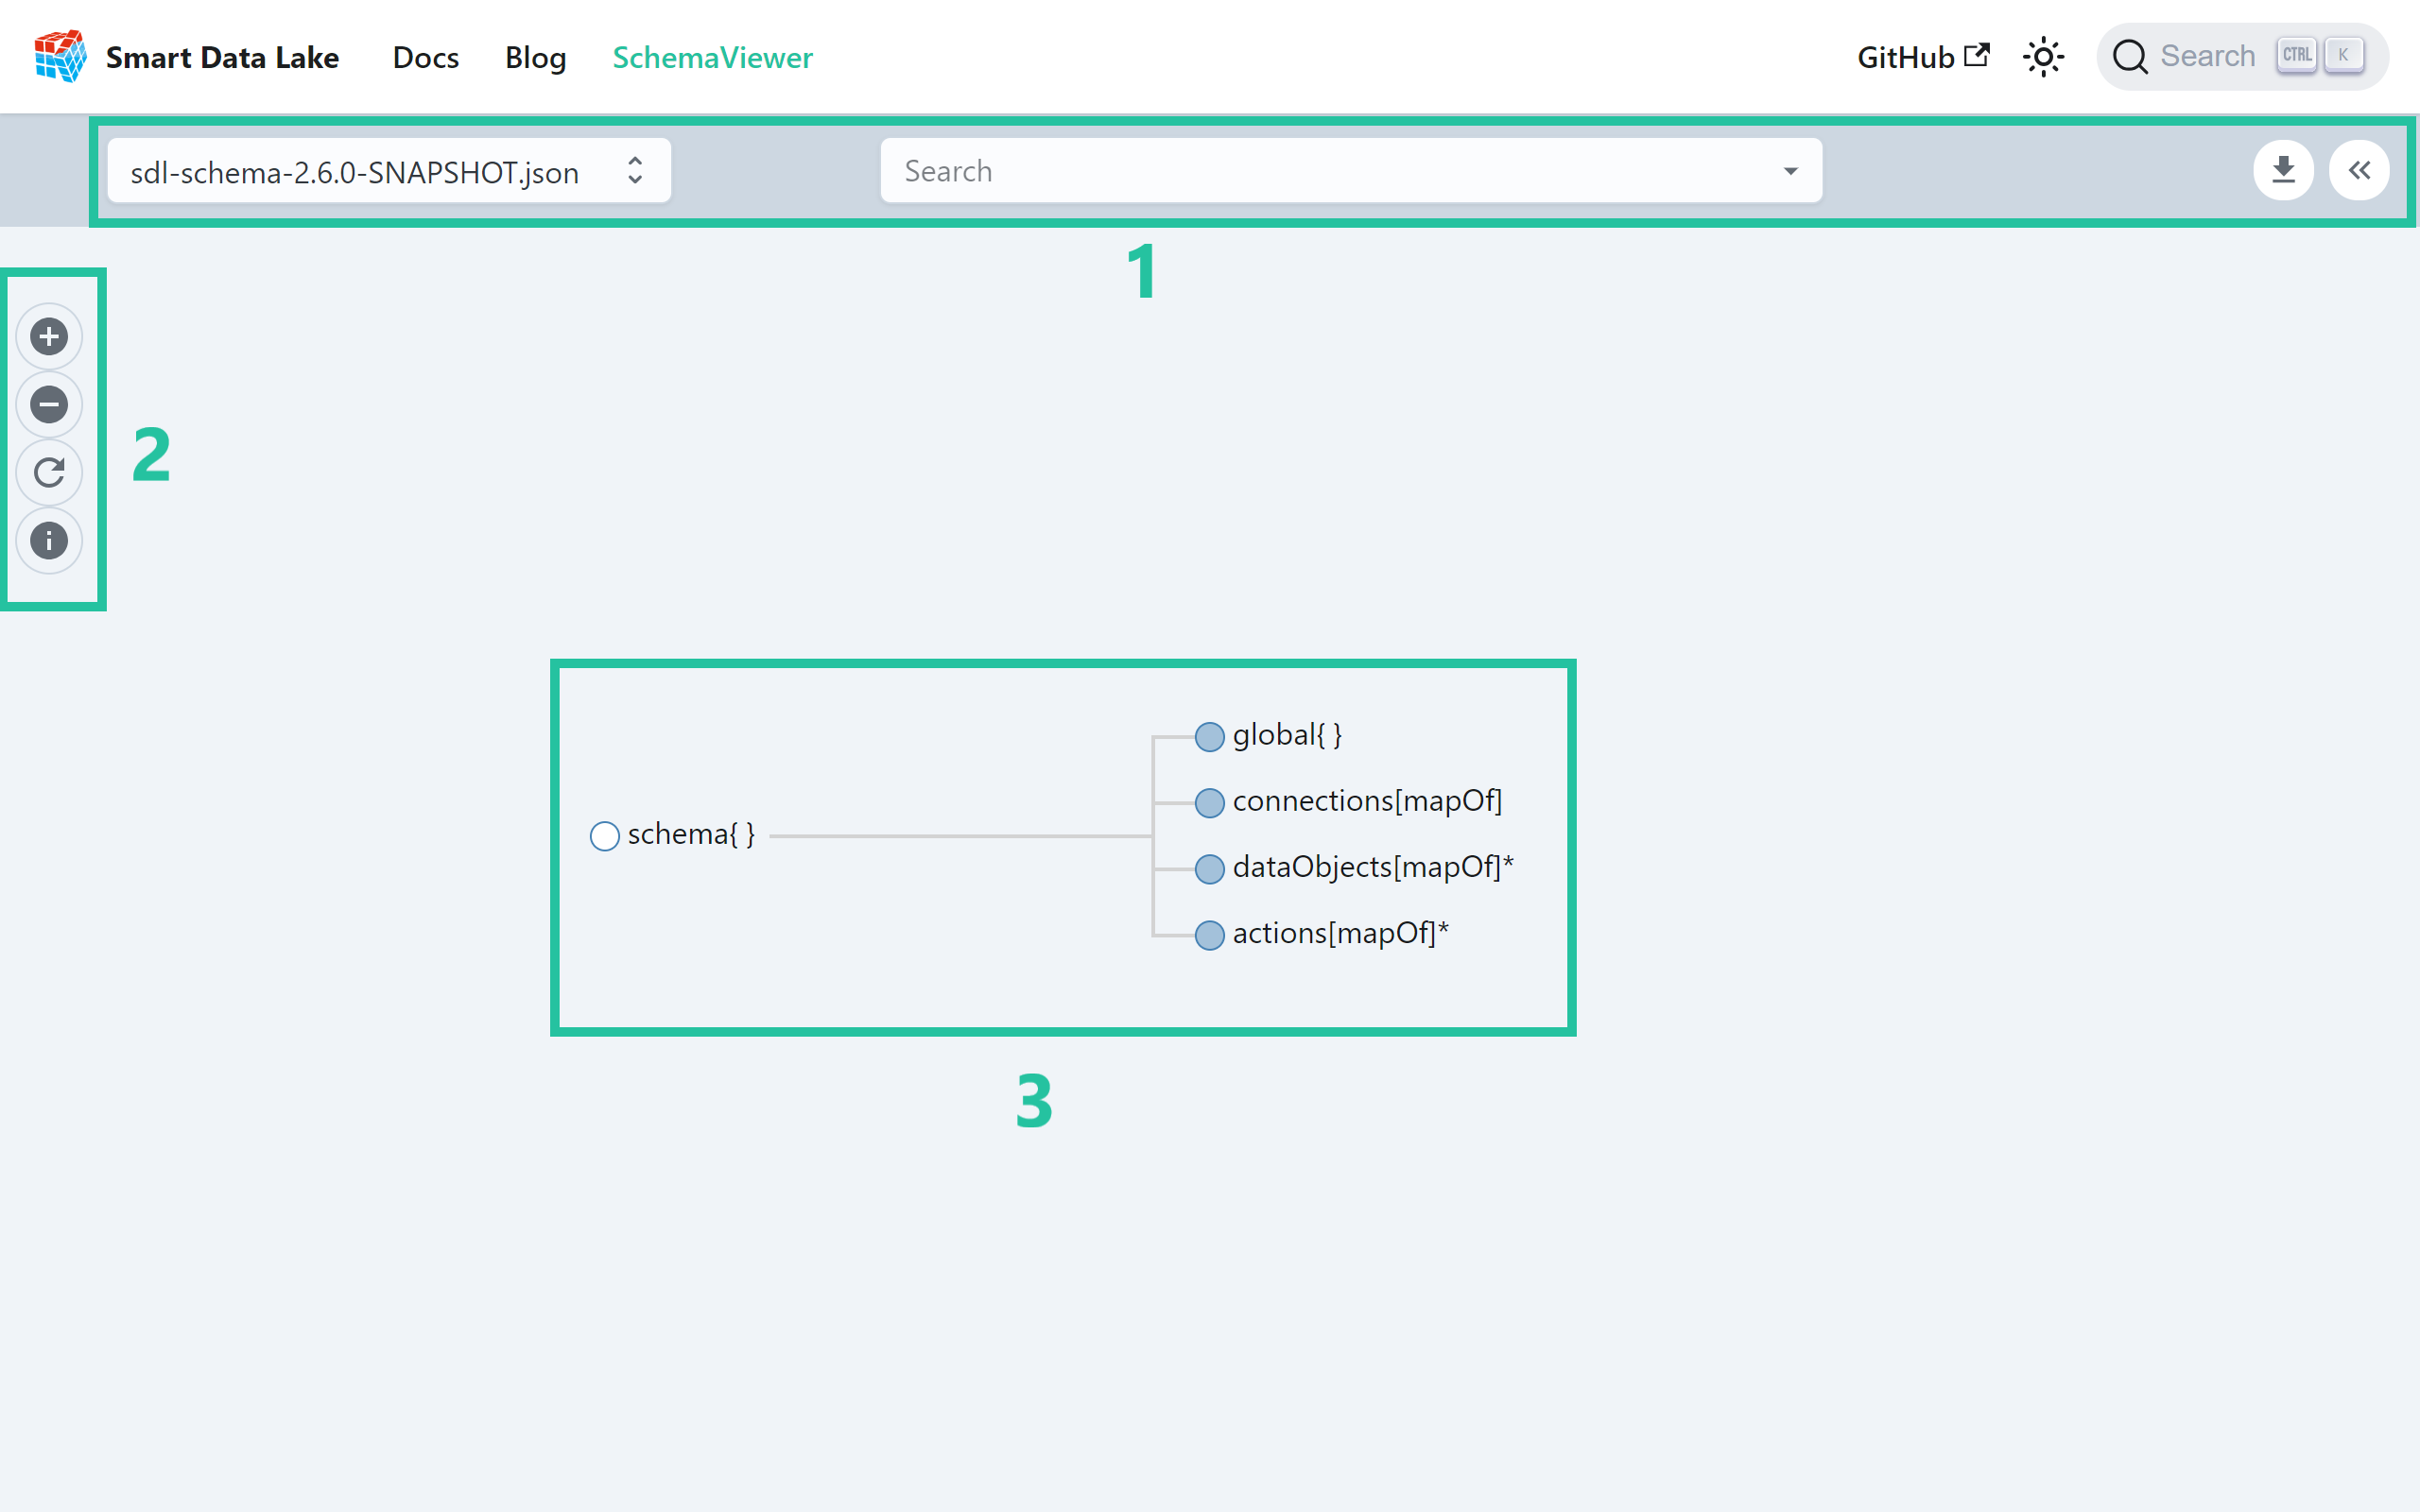 Smart Data Lake Docs Blog SchemaViewer GitHub Search CTRL K
sdl-schema-2.6.0-SNAPSHOT.json Search
1
2
global{ }
connections[mapOf]
schema{ }
dataObjects[mapOf]*
actions[mapOf]*
3